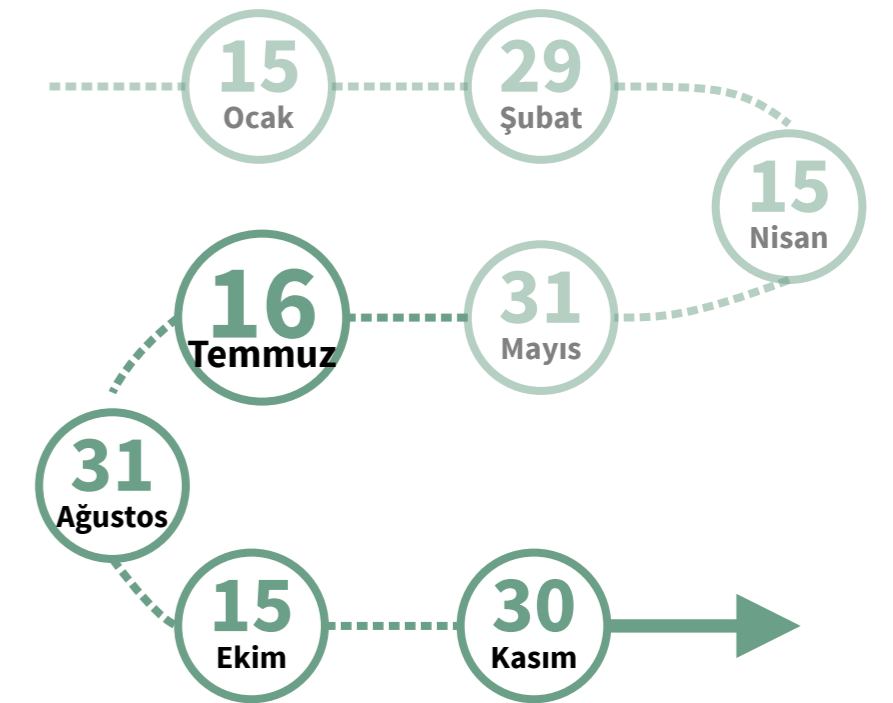 15
Ocak
29
Şubat
15
Nisan
31
Mayıs
16
Temmuz
31
Ağustos
15
Ekim
30
Kasım